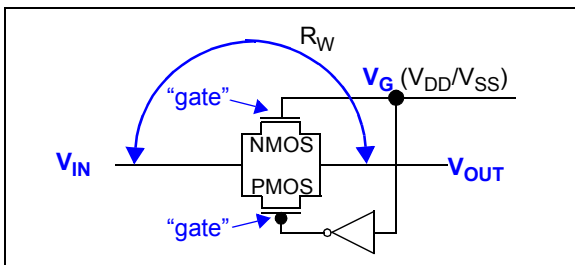 R_W
"gate"
V_G (V_DD/V_SS)
NMOS
V_IN
V_OUT
PMOS
"gate"